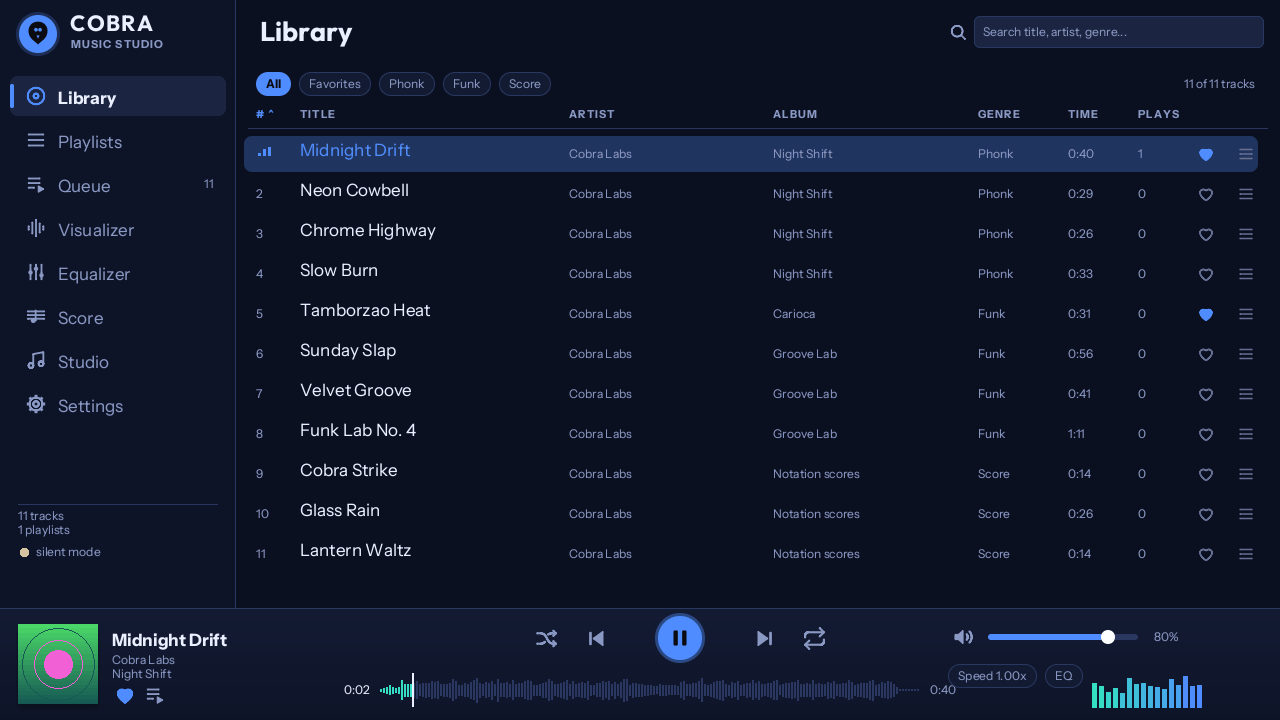 COBRA
MUSIC STUDIO
Library
Playlists
Queue 11
Visualizer
Equalizer
Score
Studio
Settings
11 tracks
1 playlists
silent mode
Library
Search title, artist, genre...
All Favorites Phonk Funk Score 11 of 11 tracks
# ^ TITLE ARTIST ALBUM GENRE TIME PLAYS
Midnight Drift Cobra Labs Night Shift Phonk 0:40 1
2 Neon Cowbell Cobra Labs Night Shift Phonk 0:29 0
3 Chrome Highway Cobra Labs Night Shift Phonk 0:26 0
4 Slow Burn Cobra Labs Night Shift Phonk 0:33 0
5 Tamborzao Heat Cobra Labs Carioca Funk 0:31 0
6 Sunday Slap Cobra Labs Groove Lab Funk 0:56 0
7 Velvet Groove Cobra Labs Groove Lab Funk 0:41 0
8 Funk Lab No. 4 Cobra Labs Groove Lab Funk 1:11 0
9 Cobra Strike Cobra Labs Notation scores Score 0:14 0
10 Glass Rain Cobra Labs Notation scores Score 0:26 0
11 Lantern Waltz Cobra Labs Notation scores Score 0:14 0
Midnight Drift
Cobra Labs
Night Shift
0:02 0:40
80%
Speed 1.00x EQ